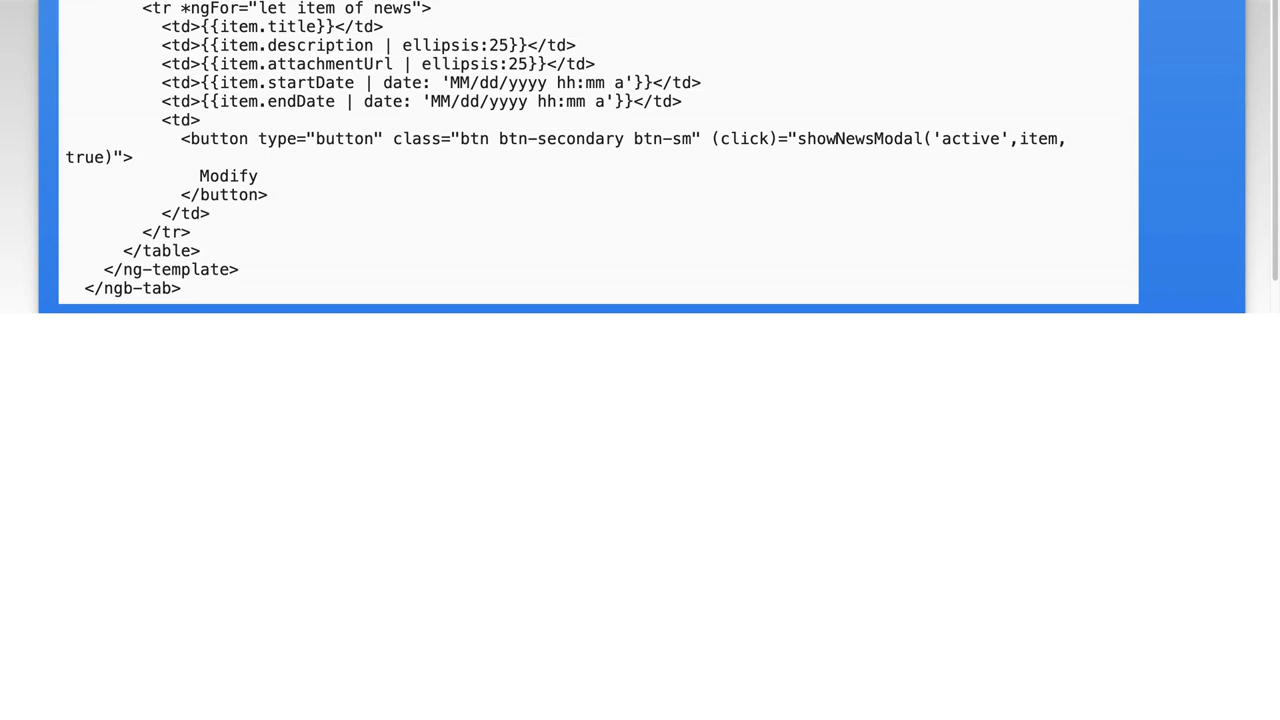 <tr *ngFor="let item of news">
<td>{{item.title}}</td>
<td>{{item.description | ellipsis:25}}</td>
<td>{{item.attachmentUrl | ellipsis:25}}</td>
<td>{{item.startDate | date: 'MM/dd/yyyy hh:mm a'}}</td>
<td>{{item.endDate | date: 'MM/dd/yyyy hh:mm a'}}</td>
<td>
<button type="button" class="btn btn-secondary btn-sm" (click)="showNewsModal('active',item,
true)">
Modify
</button>
</td>
</tr>
</table>
</ng-template>
</ngb-tab>